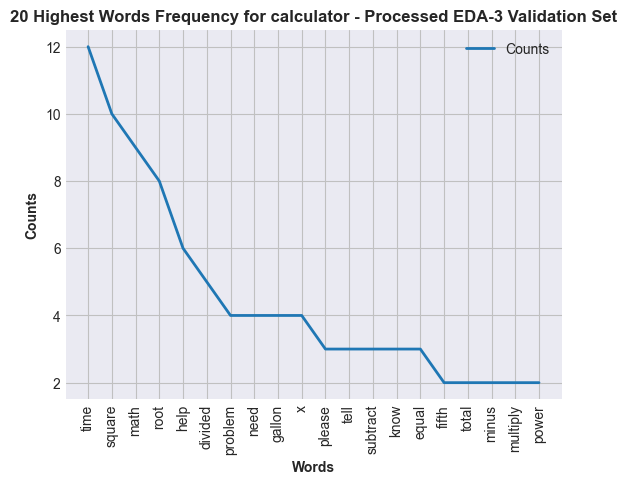 20 Highest Words Frequency for calculator - Processed EDA-3 Validation Set
Counts
12
10
8
6
4
2
Counts
time
square
math
root
help
divided
problem
need
gallon
x
please
tell
subtract
know
equal
fifth
total
minus
multiply
power
Words